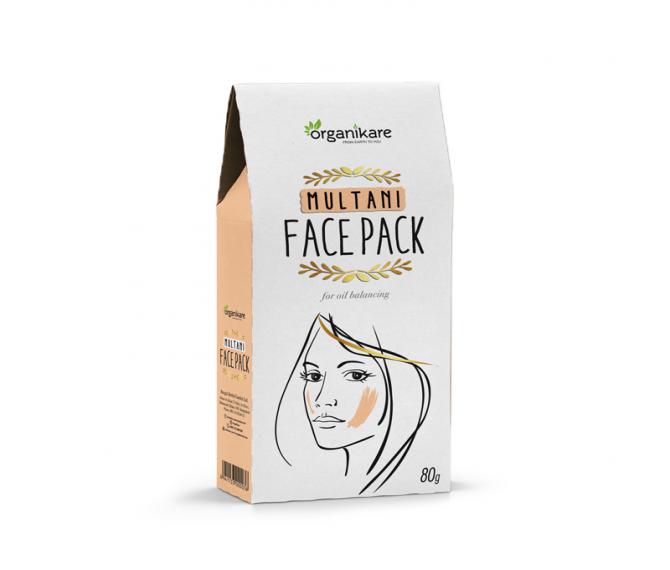 organikare
FROM EARTH TO YOU
MULTANI
FACE PACK
for oil balancing
80g
organikare
MULTANI
FACE PACK